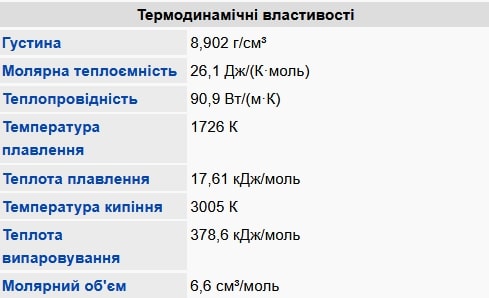 Термодинамічні властивості
Густина 8,902 г/см³
Молярна теплоємність 26,1 Дж/(К·моль)
Теплопровідність 90,9 Вт/(м·К)
Температура 1726 К
плавлення
Теплота плавлення 17,61 кДж/моль
Температура кипіння 3005 К
Теплота 378,6 кДж/моль
випаровування
Молярний об'єм 6,6 см³/моль